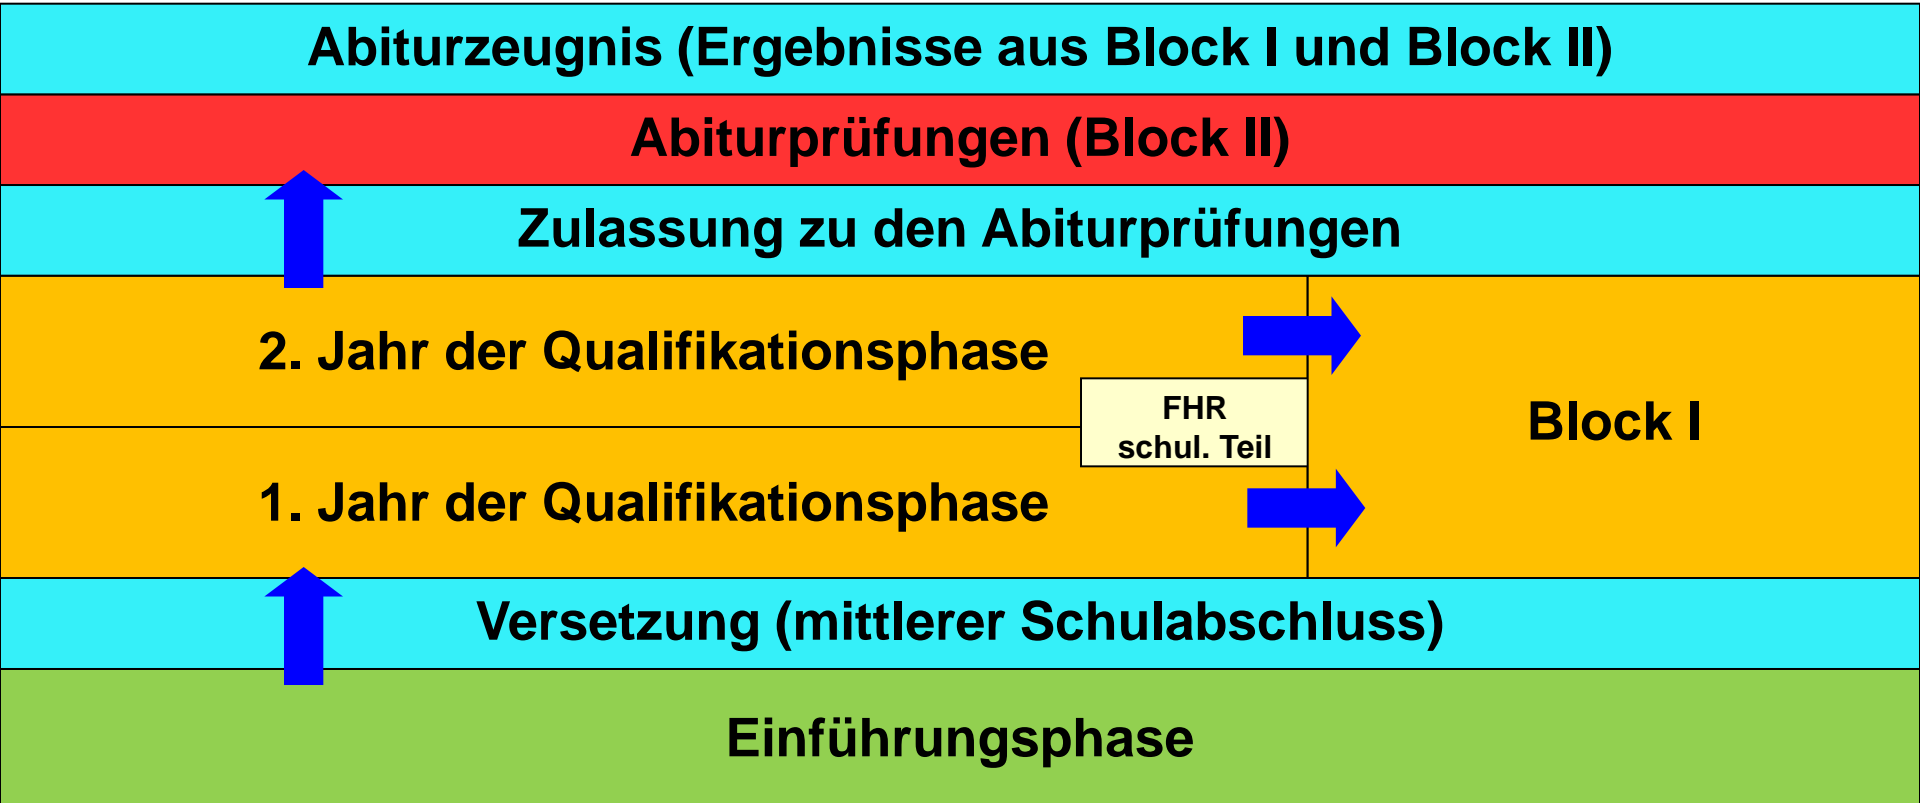 Abiturzeugnis (Ergebnisse aus Block I und Block II)
Abiturprüfungen (Block II)
Zulassung zu den Abiturprüfungen
2. Jahr der Qualifikationsphase
FHR
schul. Teil
Block I
1. Jahr der Qualifikationsphase
Versetzung (mittlerer Schulabschluss)
Einführungsphase